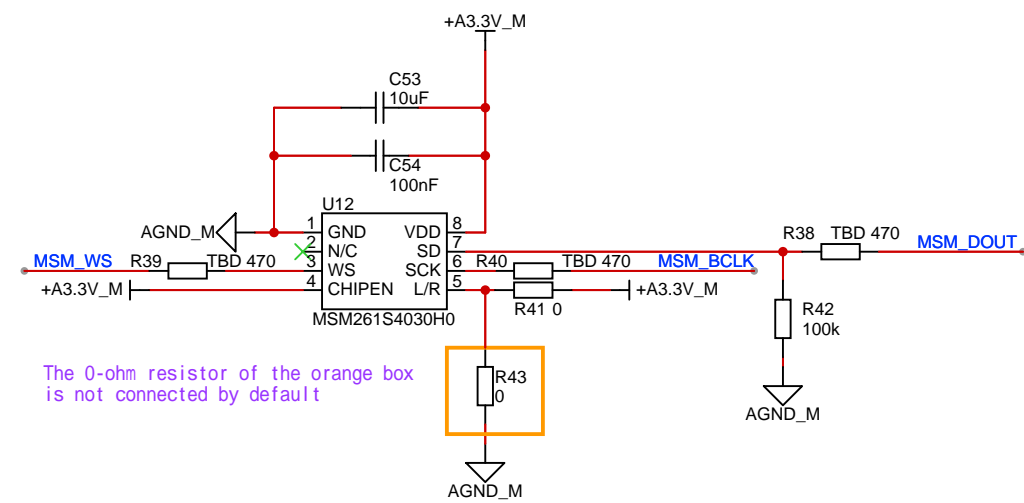 +A3.3V_M
C53
10uF
C54
100nF
U12
AGND_M
1 GND VDD 8
2 N/C SD 7
3 WS SCK 6
4 CHIPEN L/R 5
MSM261S4030H0
MSM_WS R39 TBD 470
+A3.3V_M
R40 TBD 470 MSM_BCLK
R41 0 +A3.3V_M
R38 TBD 470 MSM_DOUT
R42
100k
AGND_M
R43
0
AGND_M
The 0-ohm resistor of the orange box
is not connected by default